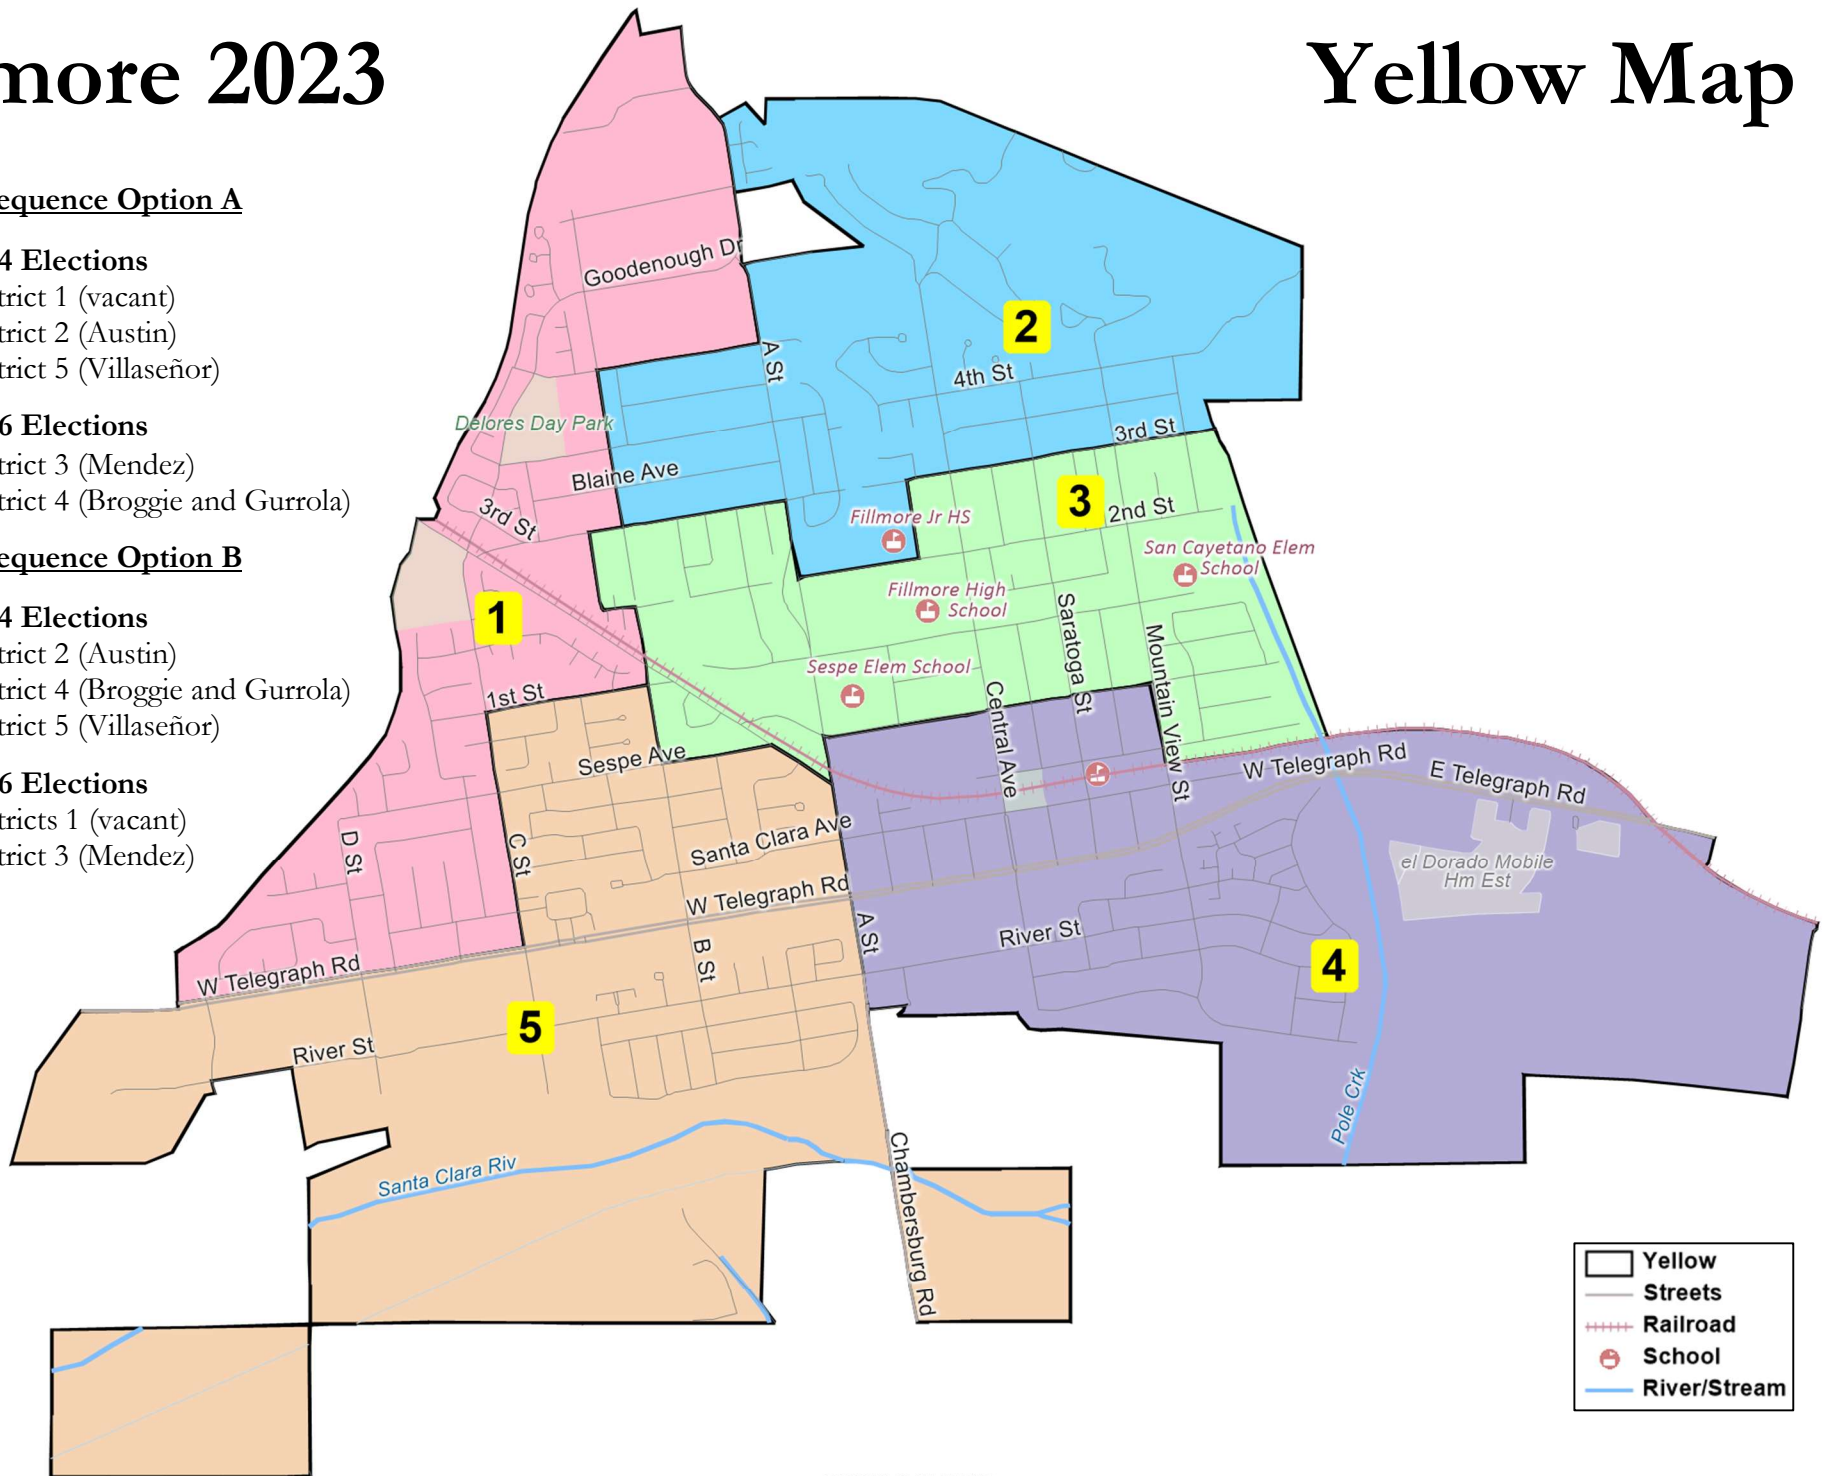 more 2023
Yellow Map
equence Option A
4 Elections
trict 1 (vacant)
trict 2 (Austin)
trict 5 (Villaseñor)
6 Elections
trict 3 (Mendez)
trict 4 (Broggie and Gurrola)
equence Option B
4 Elections
trict 2 (Austin)
trict 4 (Broggie and Gurrola)
trict 5 (Villaseñor)
6 Elections
tricts 1 (vacant)
trict 3 (Mendez)
Goodenough Dr
2
A St
4th St
Delores Day Park
3rd St
Blaine Ave
3
2nd St
3rd St
Fillmore Jr HS
San Cayetano Elem
School
Fillmore High
School
1
Saratoga St
Mountain View St
Sespe Elem School
1st St
Central Ave
Sespe Ave
W Telegraph Rd
E Telegraph Rd
D St
C St
Santa Clara Ave
el Dorado Mobile
Hm Est
W Telegraph Rd
A St
River St
B St
4
W Telegraph Rd
5
River St
Pole Crk
Santa Clara Riv
Chambersburg Rd
Yellow
Streets
Railroad
School
River/Stream